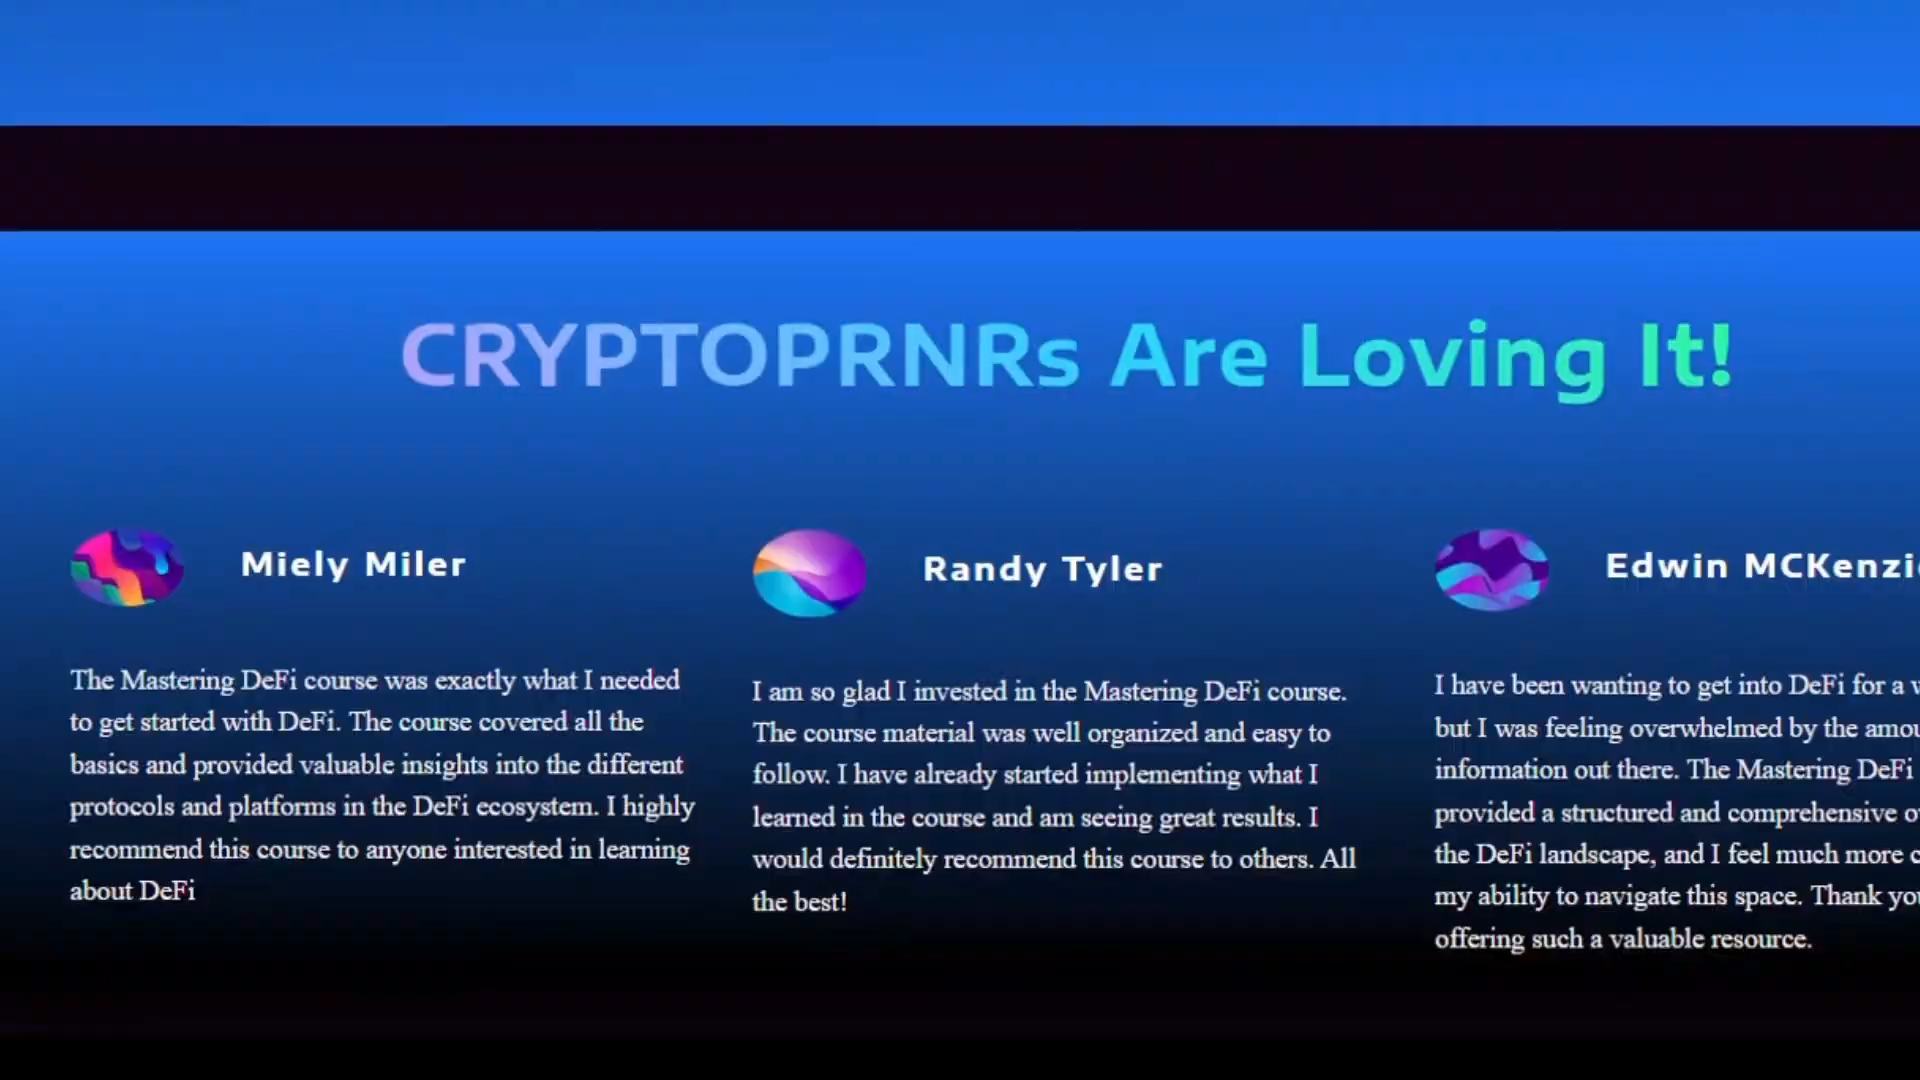 CRYPTOPRNRs Are Loving It!
Miely Miler
The Mastering DeFi course was exactly what I needed
to get started with DeFi. The course covered all the
basics and provided valuable insights into the different
protocols and platforms in the DeFi ecosystem. I highly
recommend this course to anyone interested in learning
about DeFi
Randy Tyler
I am so glad I invested in the Mastering DeFi course.
The course material was well organized and easy to
follow. I have already started implementing what I
learned in the course and am seeing great results. I
would definitely recommend this course to others. All
the best!
Edwin
I have been wanting to get into DeFi for a
but I was feeling overwhelmed by the
information out there. The Mastering DeFi
provided a structured and comprehensive
the DeFi landscape, and I feel much more
my ability to navigate this space. Thank
offering such a valuable resource.